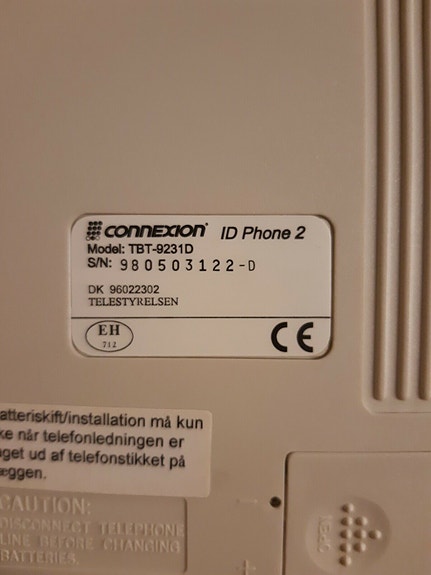 CONNEXION ID Phone 2
Model: TBT-9231D
S/N: 980503122-D
DK 96022302
TELESTYRELSEN
EH
712
CE
atteriskift/installation må kun
ke når telefonledningen er
get ud af telefonstikket på
æggen.
CAUTION:
DISCONNECT TELEPHONE
LINE BEFORE CHANGING
BATTERIES.